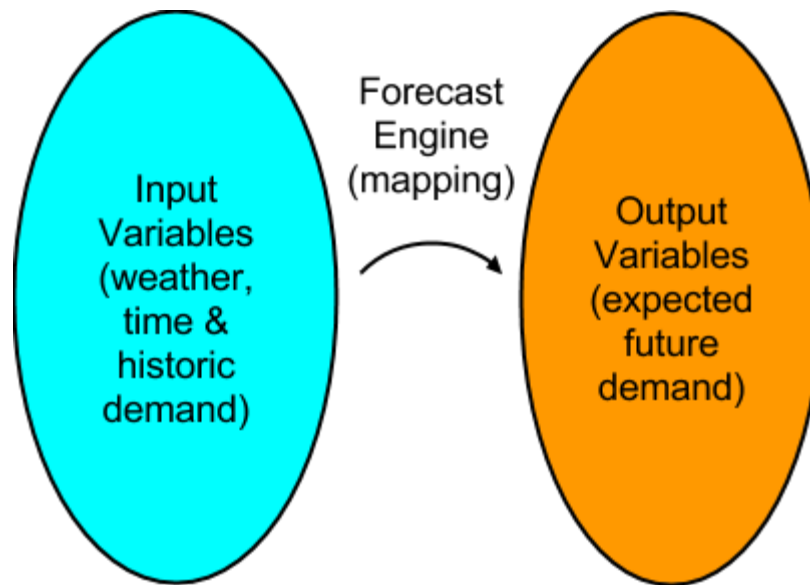 Input
Variables
(weather,
time &
historic
demand)
Forecast
Engine
(mapping)
Output
Variables
(expected
future
demand)